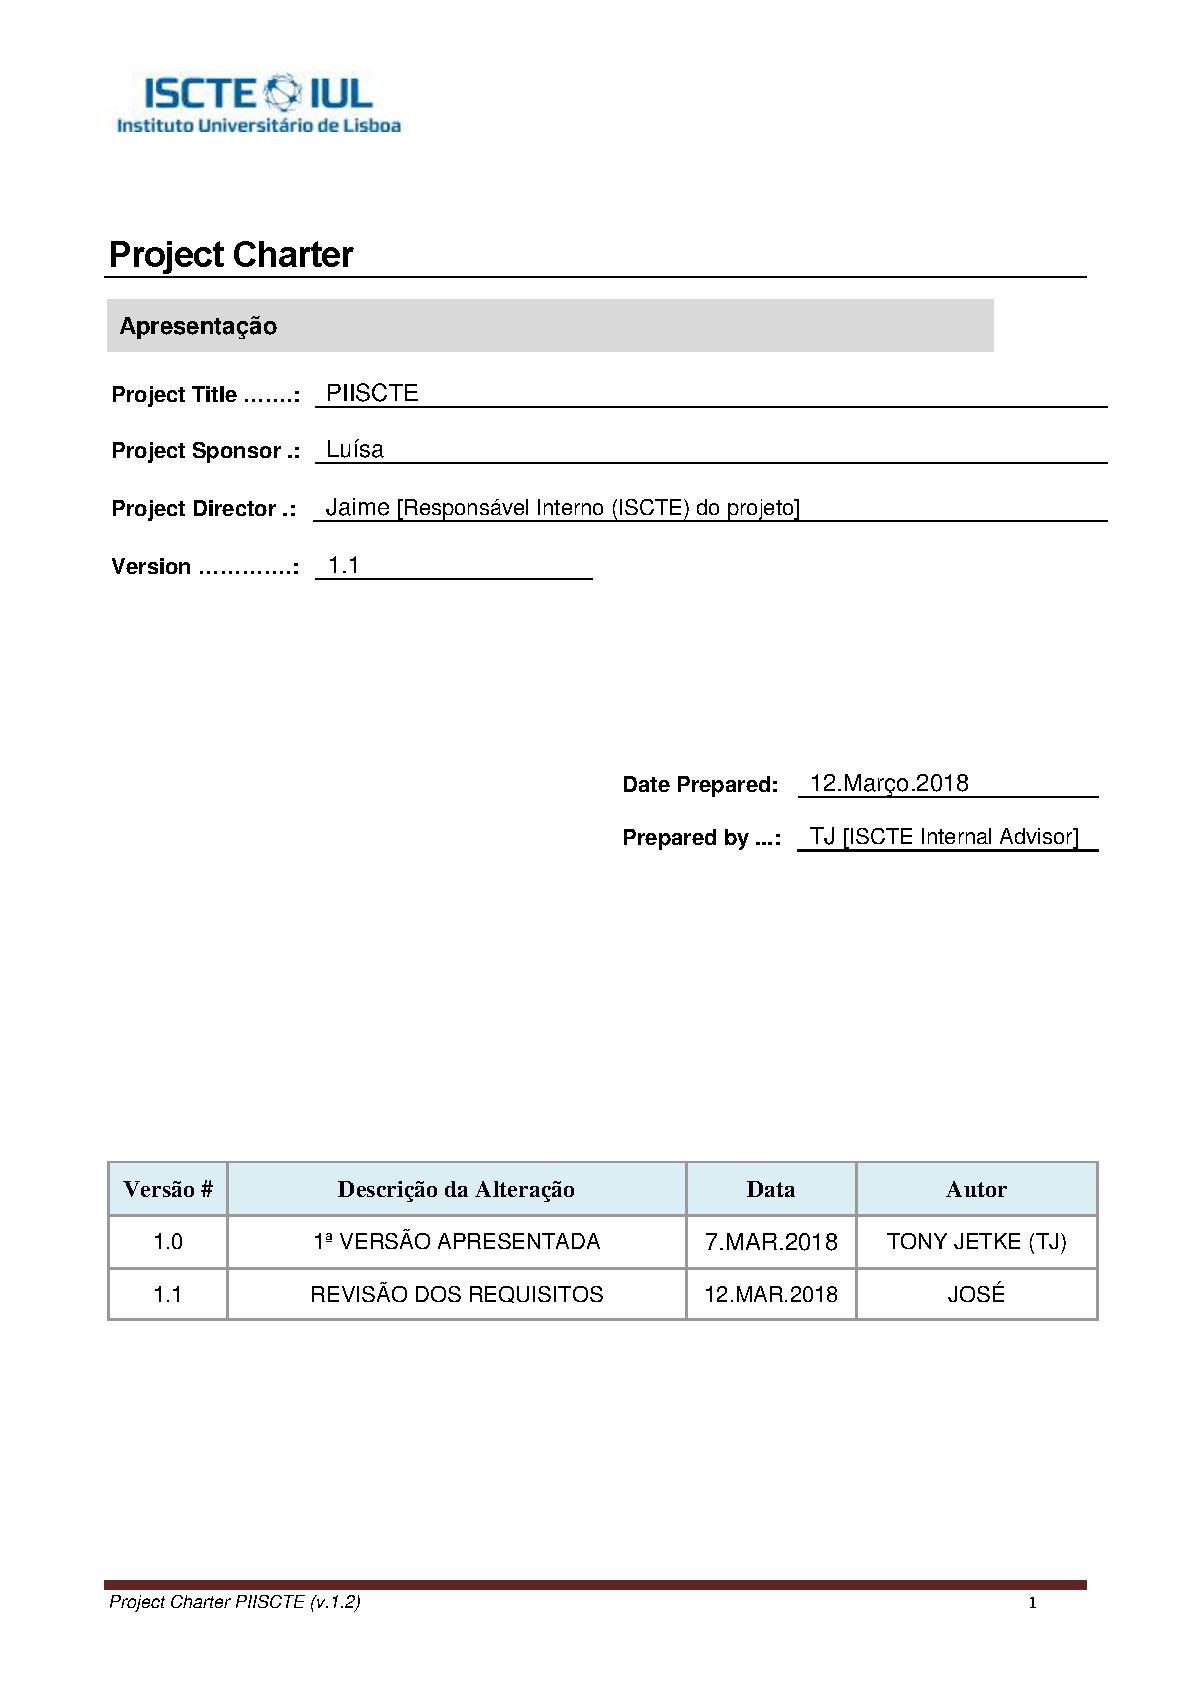 ISCTE IUL
Instituto Universitário de Lisboa
Project Charter
Apresentação
Project Title .......: PIISCTE
Project Sponsor .: Luísa
Project Director .: Jaime [Responsável Interno (ISCTE) do projeto]
Version ………….: 1.1
Date Prepared: 12.Março.2018
Prepared by ...: TJ [ISCTE Internal Advisor]
Versão # Descrição da Alteração Data Autor
1.0 1ª VERSÃO APRESENTADA 7.MAR.2018 TONY JETKE (TJ)
1.1 REVISÃO DOS REQUISITOS 12.MAR.2018 JOSÉ
Project Charter PIISCTE (v.1.2) 1